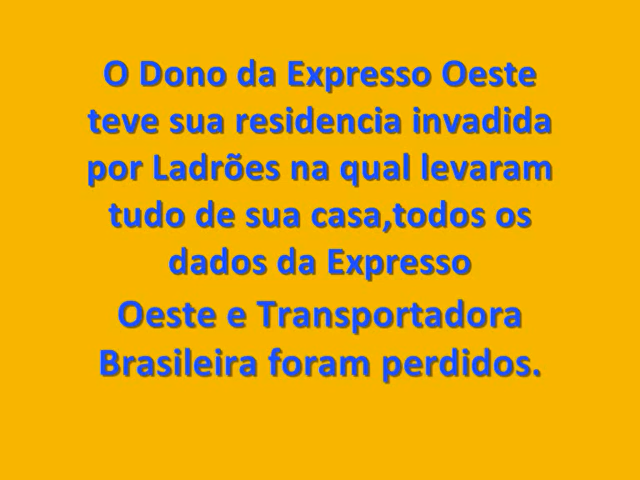 O Dono da Expresso Oeste
teve sua residencia invadida
por Ladrões na qual levaram
tudo de sua casa,todos os
dados da Expresso
Oeste e Transportadora
Brasileira foram perdidos.